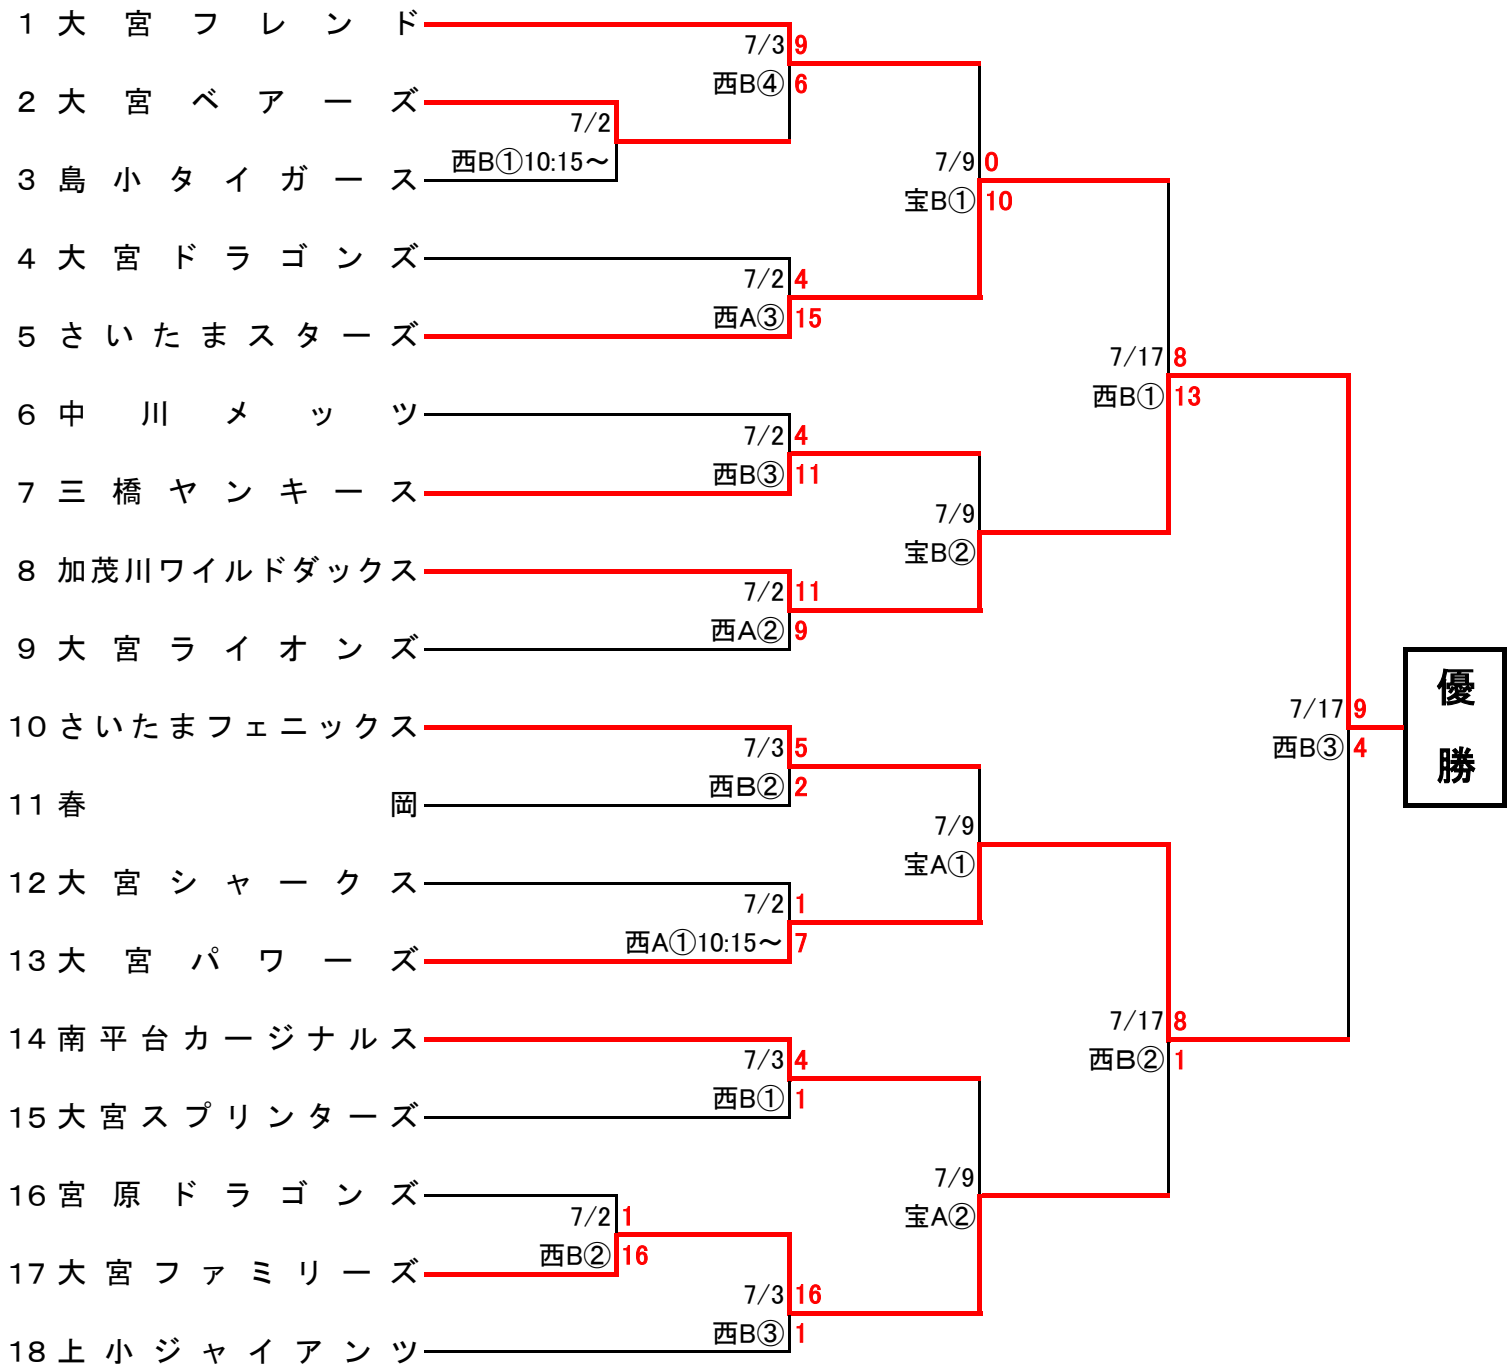 1 大宮フレンド
7/3 9
西B④ 6
2 大宮ベアーズ
7/2
西B①10:15～
3 島小タイガース
7/9 0
宝B① 10
4 大宮ドラゴンズ
7/2 4
西A③ 15
5 さいたまスターズ
7/17 8
西B① 13
6 中川メッツ
7/2 4
西B③ 11
7 三橋ヤンキース
7/9
宝B②
8 加茂川ワイルドダックス
7/2 11
西A② 9
9 大宮ライオンズ
優勝
7/17 9
西B③ 4
10 さいたまフェニックス
7/3 5
西B② 2
11 春岡
7/9
宝A①
12 大宮シャークス
7/2 1
西A①10:15～ 7
13 大宮パワーズ
7/17 8
西B② 1
14 南平台カージナルス
7/3 4
西B① 1
15 大宮スプリンターズ
7/9
宝A②
16 宮原ドラゴンズ
7/2 1
西B② 16
17 大宮ファミリーズ
7/3 16
西B③ 1
18 上小ジャイアンツ